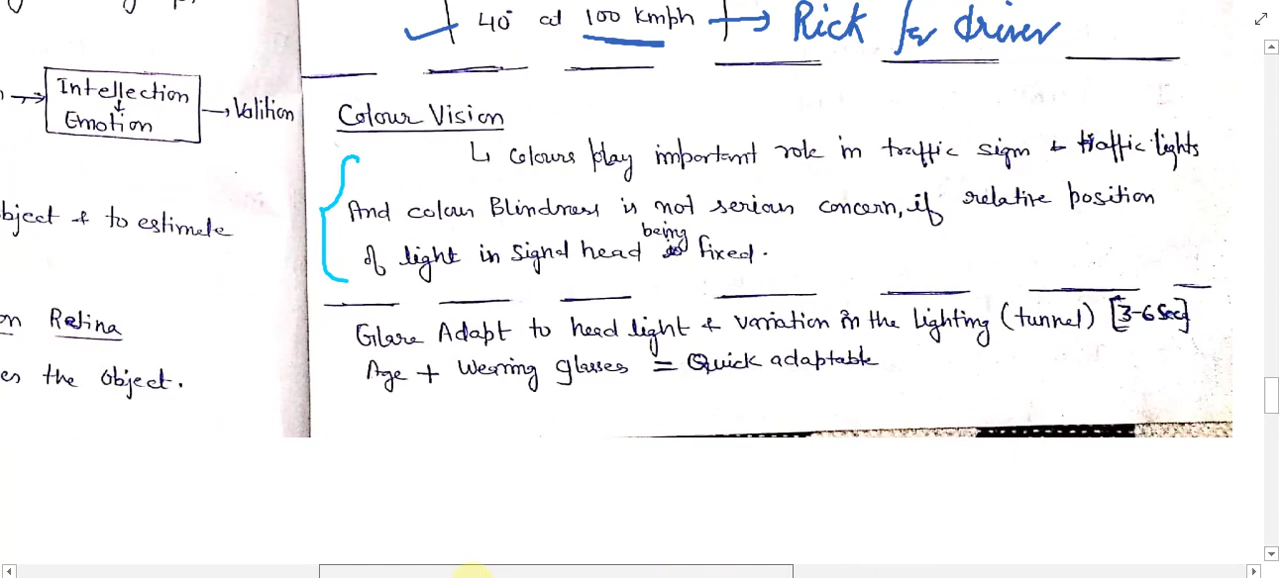 40° at 100 Kmph → Rick for driver
Intellection
↓
Emotion
→ Valition
Colour Vision
↳ colours play important role in traffic sign & traffic lights
And colour Blindness is not serious concern, if relative position
of light in signal head being fixed.
bject & to estimate
on Retina
es the object.
Glare Adapt to head light & variation in the Lighting (tunnel) [3-6 Sec]
Age + Wearing glasses = Quick adaptable